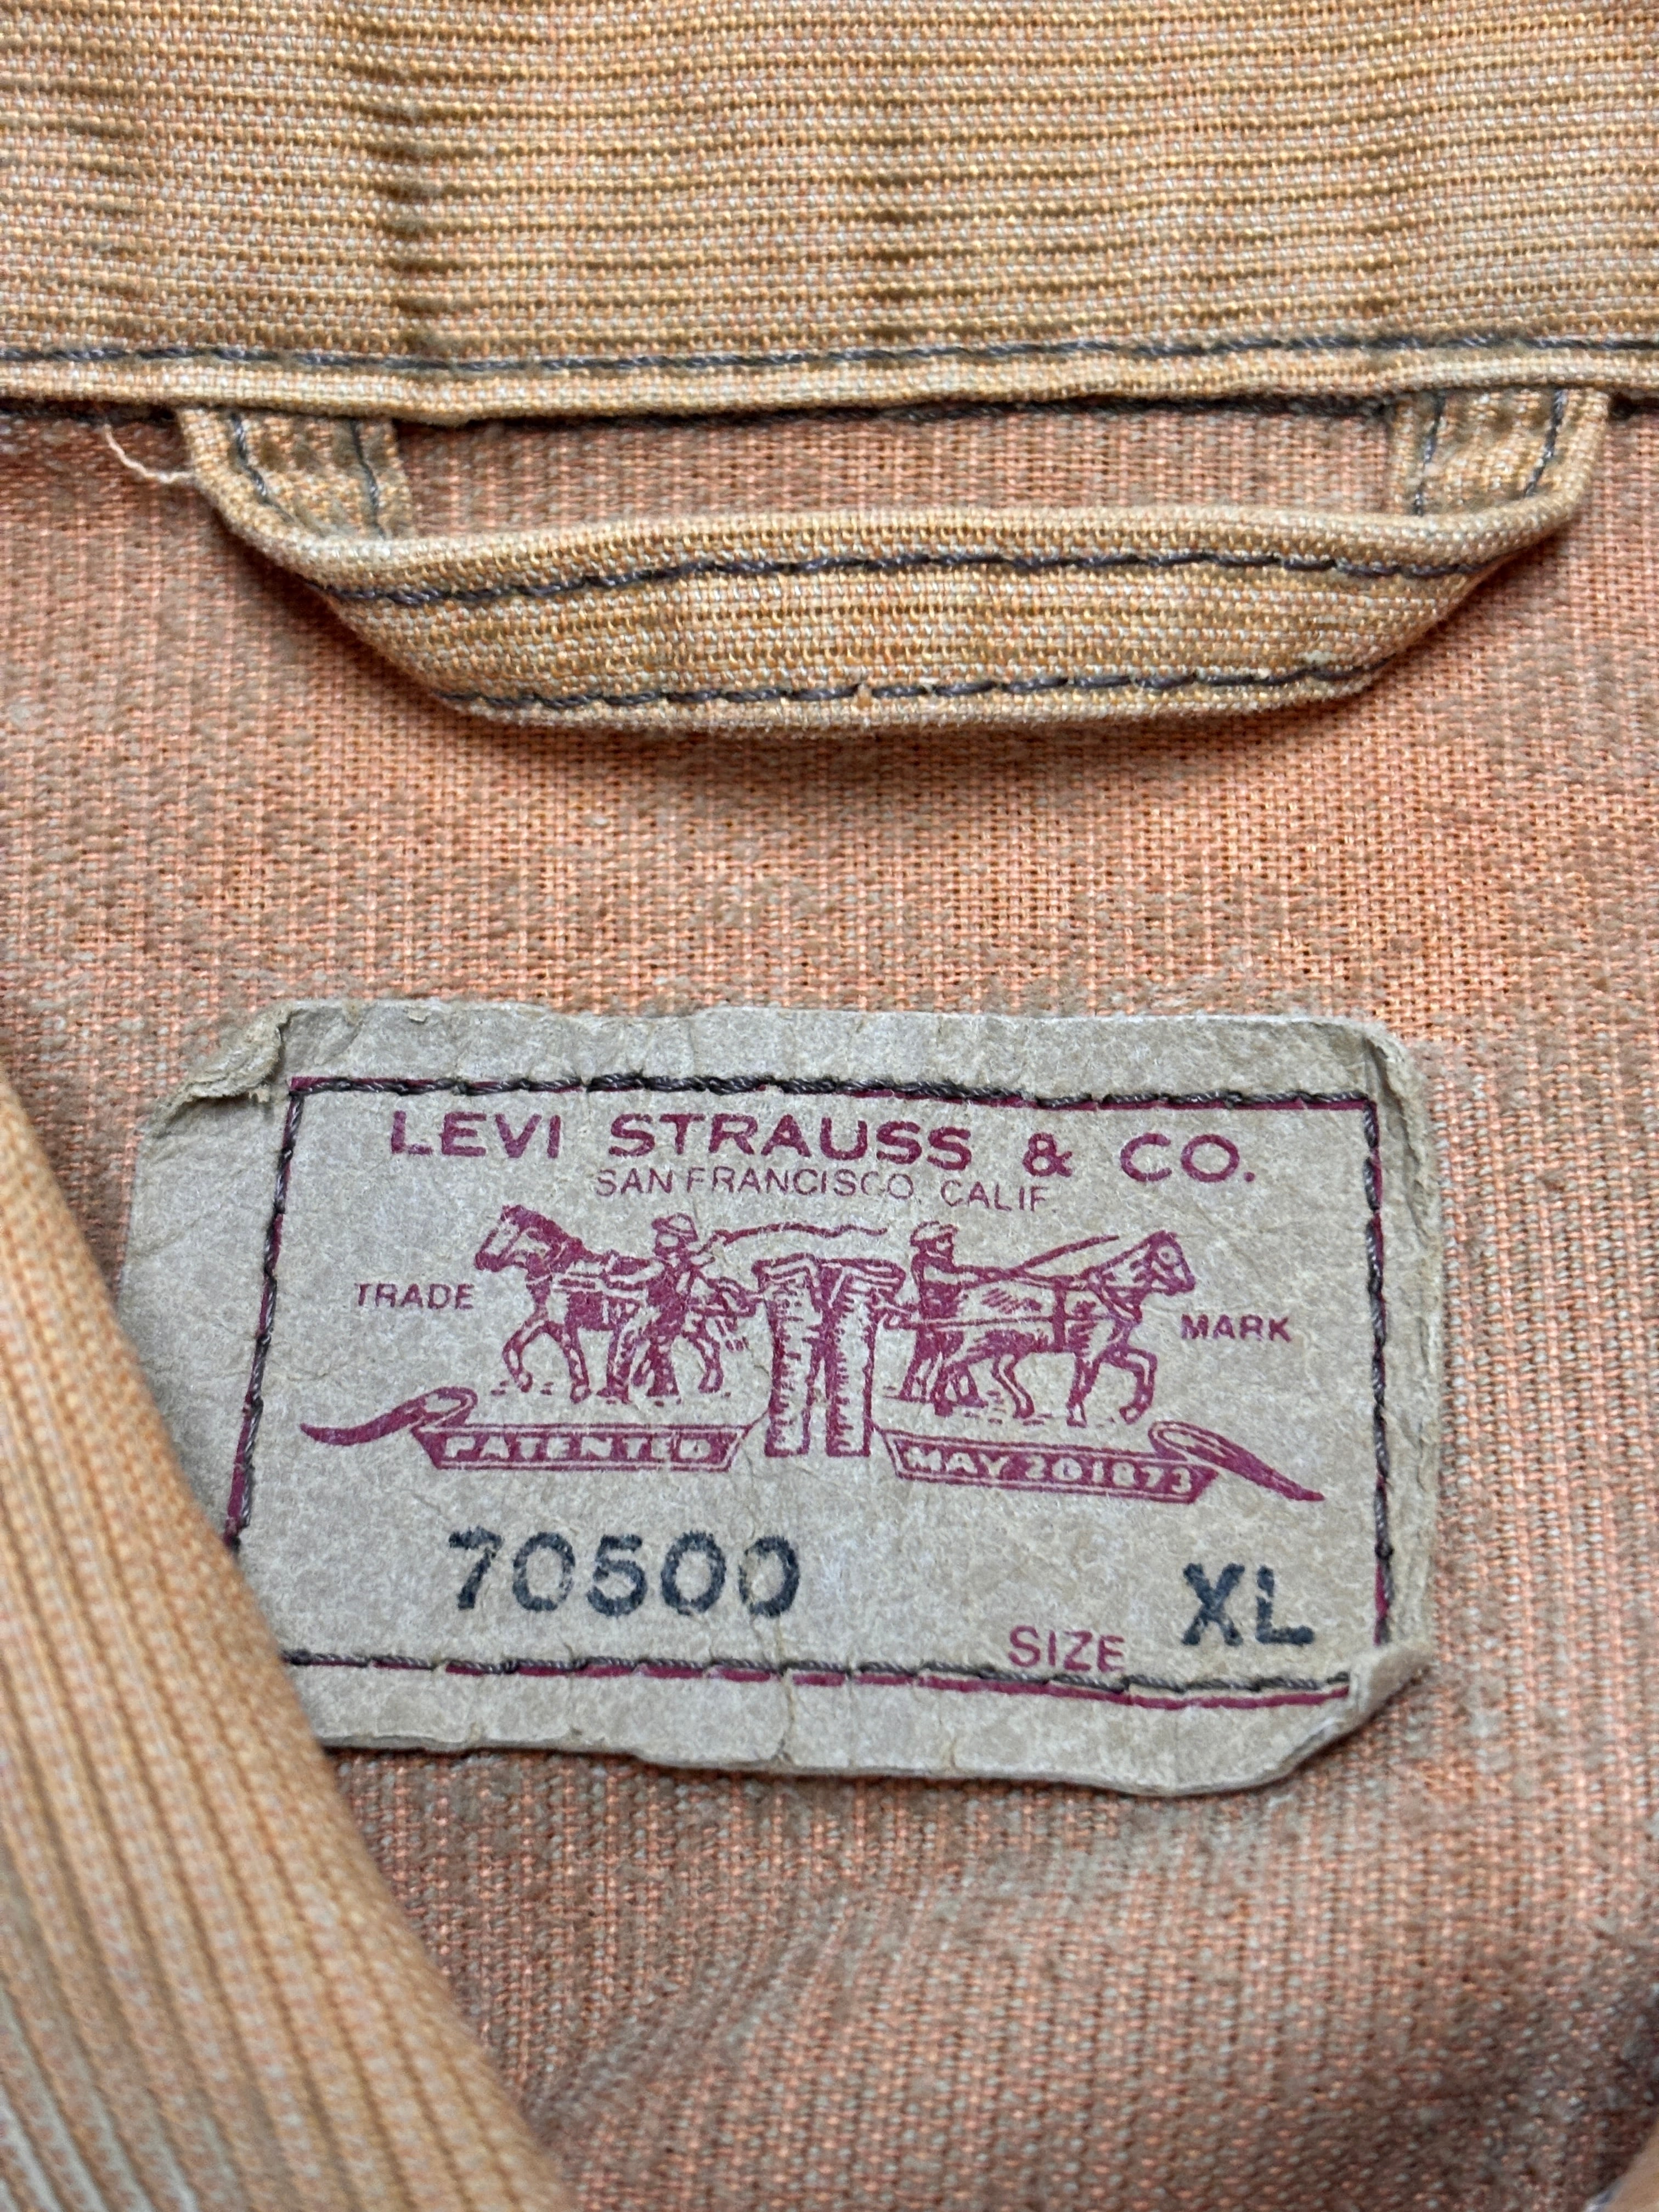 LEVI STRAUSS & CO.
SAN FRANCISCO, CALIF
TRADE MARK
PATENTED MAY 20 1873
70500 XL
SIZE